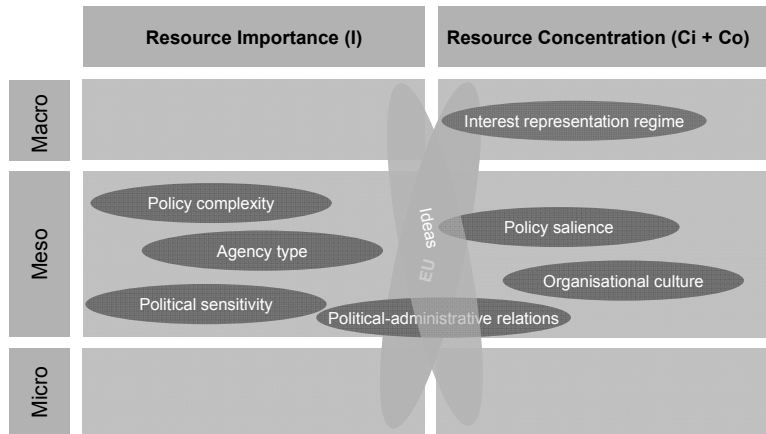 Resource Importance (I)
Resource Concentration (Ci + Co)
Macro
Interest representation regime
Meso
Policy complexity
Agency type
Political sensitivity
Ideas
EU
Policy salience
Organisational culture
Political-administrative relations
Micro